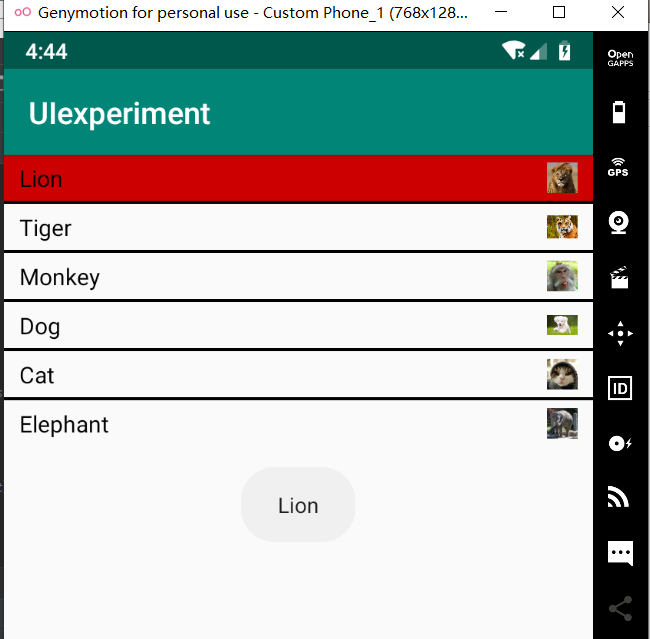 Genymotion for personal use - Custom Phone_1 (768x128...
4:44
Open
GAPPS
UIexperiment
GPS
Lion
Tiger
Monkey
Dog
Cat
ID
Elephant
Lion